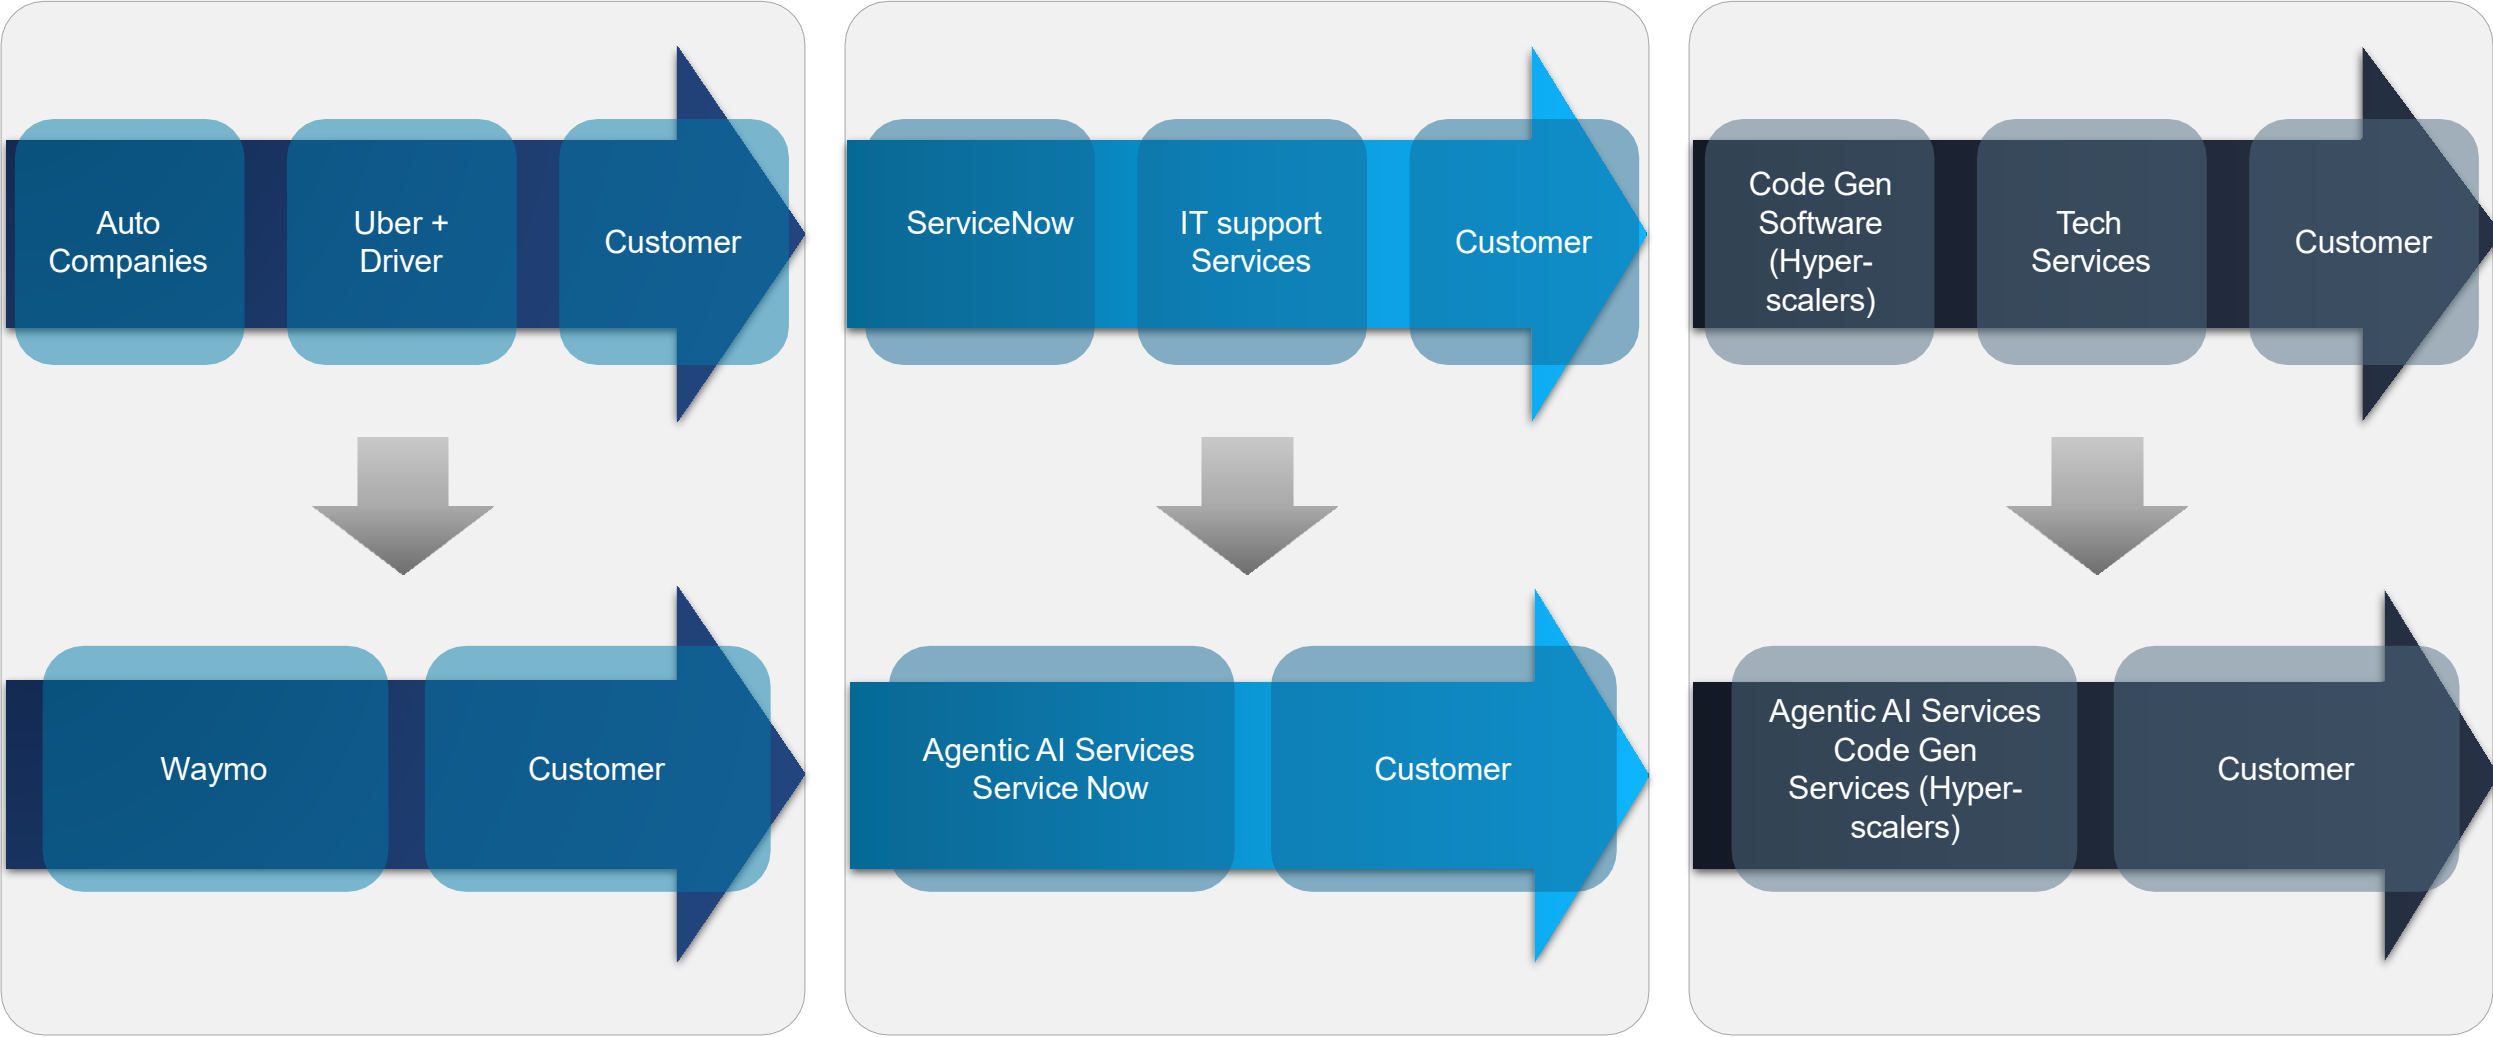 Auto
Companies
Uber +
Driver
Customer
Waymo
Customer
ServiceNow
IT support
Services
Customer
Agentic AI Services
Service Now
Customer
Code Gen
Software
(Hyper-
scalers)
Tech
Services
Customer
Agentic AI Services
Code Gen
Services (Hyper-
scalers)
Customer